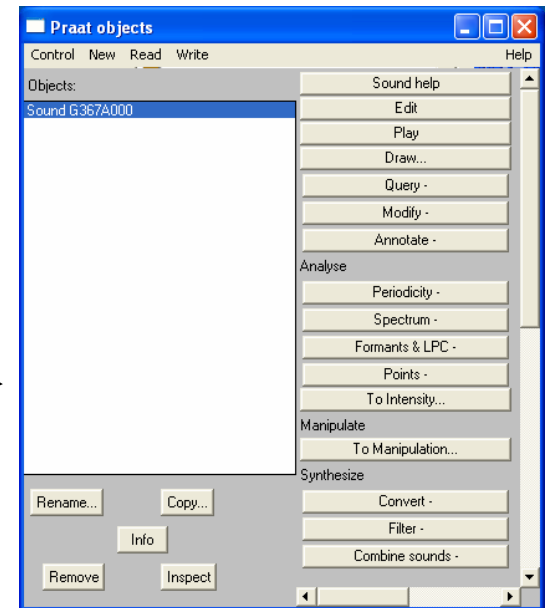 Praat objects
Control New Read Write Help
Objects:
Sound G367A000
Rename... Copy...
Info
Remove Inspect
Sound help
Edit
Play
Draw...
Query -
Modify -
Annotate -
Analyse
Periodicity -
Spectrum -
Formants & LPC -
Points -
To Intensity...
Manipulate
To Manipulation...
Synthesize
Convert -
Filter -
Combine sounds -